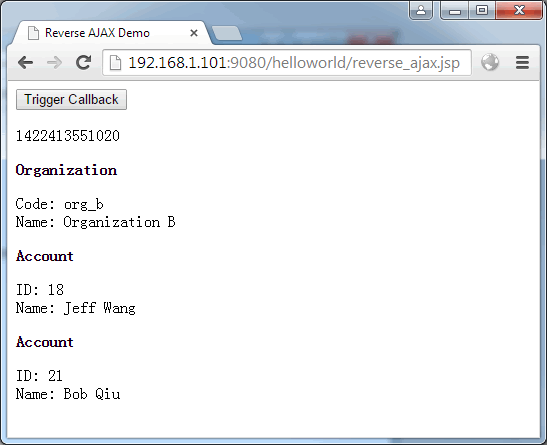 Reverse AJAX Demo
192.168.1.101:9080/helloworld/reverse_ajax.jsp
Trigger Callback
1422413551020
Organization
Code: org_b
Name: Organization B
Account
ID: 18
Name: Jeff Wang
Account
ID: 21
Name: Bob Qiu